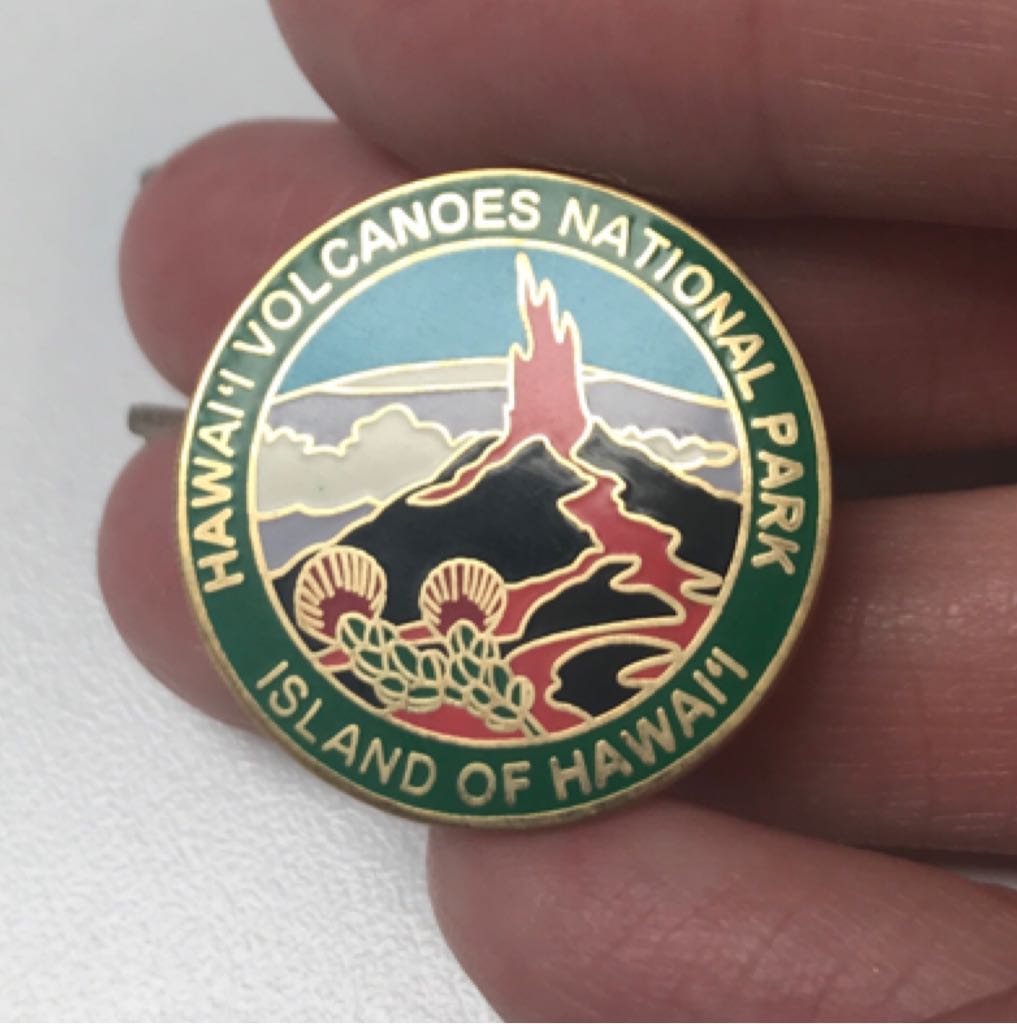 HAWAI‘I VOLCANOES NATIONAL PARK
ISLAND OF HAWAI‘I